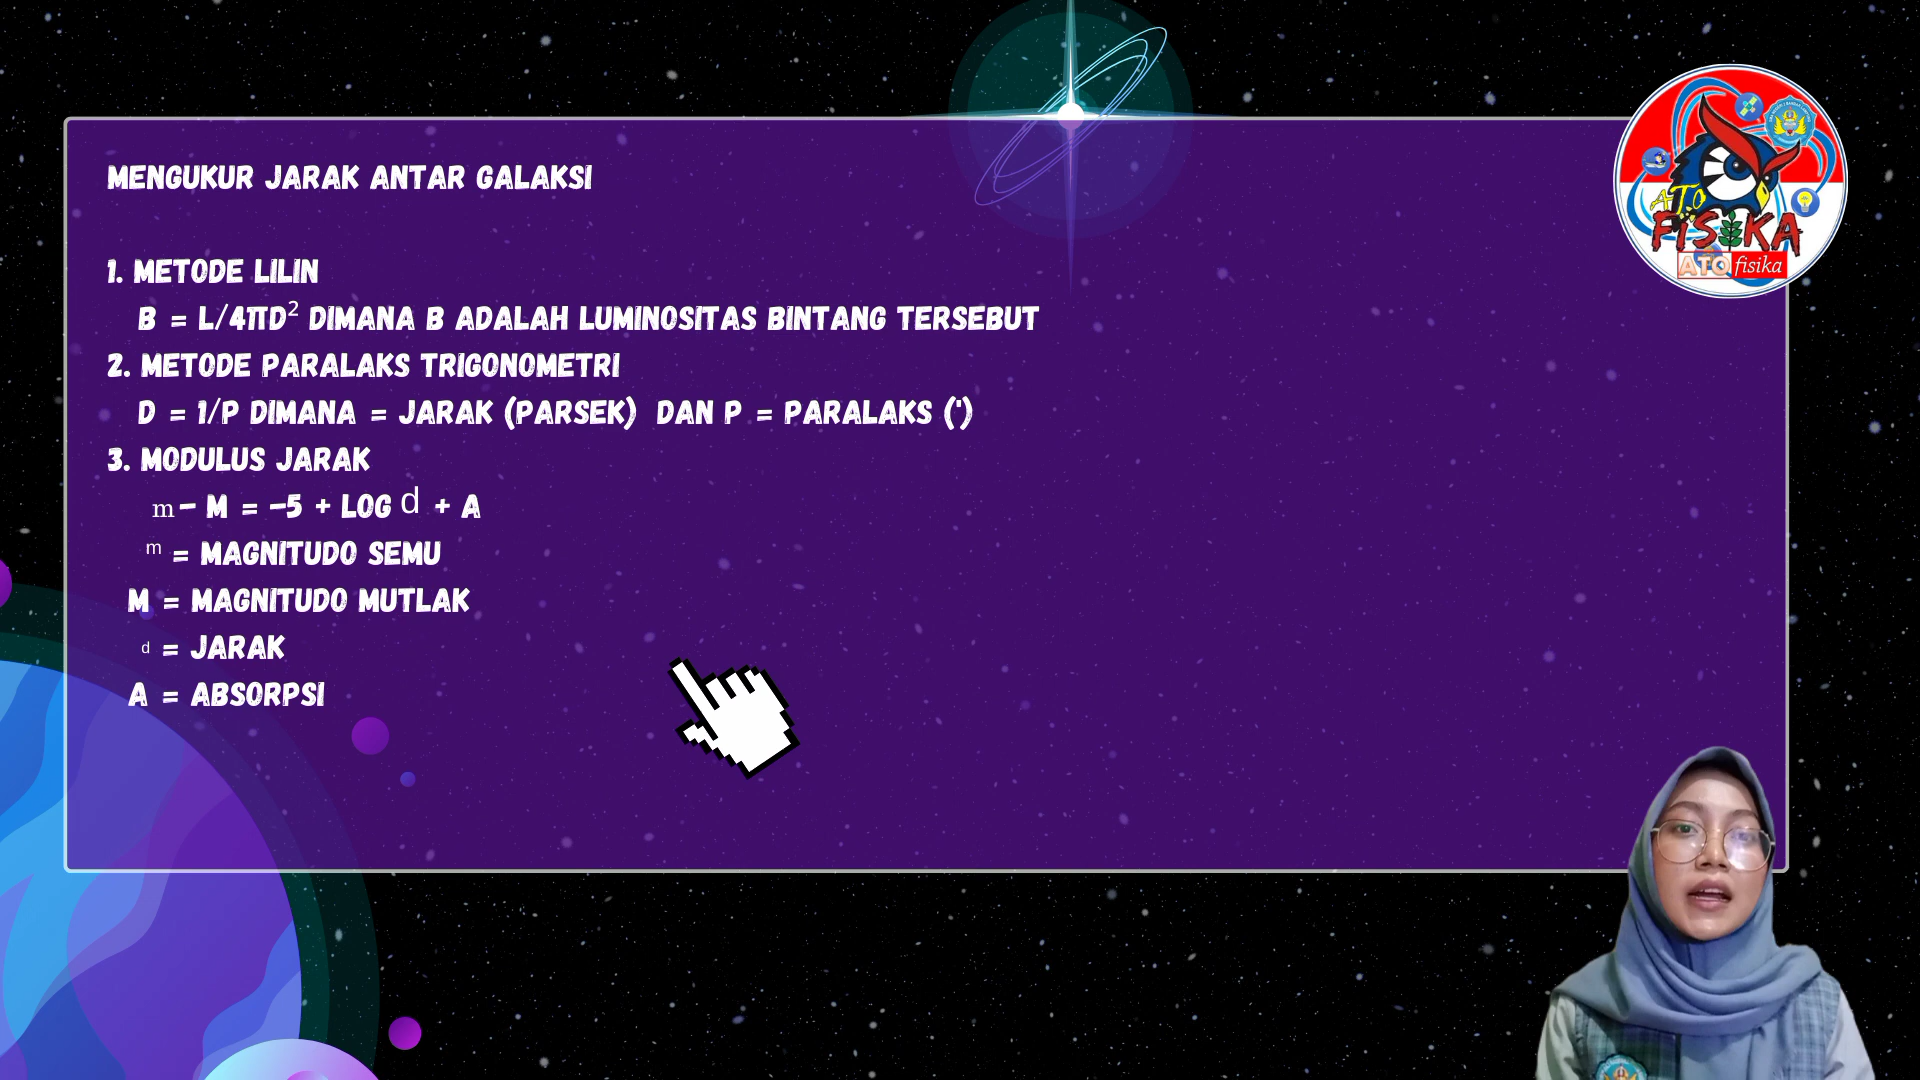 MENGUKUR JARAK ANTAR GALAKSI
1. METODE LILIN
B = L/4ΠD² DIMANA B ADALAH LUMINOSITAS BINTANG TERSEBUT
2. METODE PARALAKS TRIGONOMETRI
D = 1/P DIMANA = JARAK (PARSEK) DAN P = PARALAKS (')
3. MODULUS JARAK
m - M = -5 + LOG d + A
m = MAGNITUDO SEMU
M = MAGNITUDO MUTLAK
d = JARAK
A = ABSORPSI
ATO
FISIKA
ATO fisika